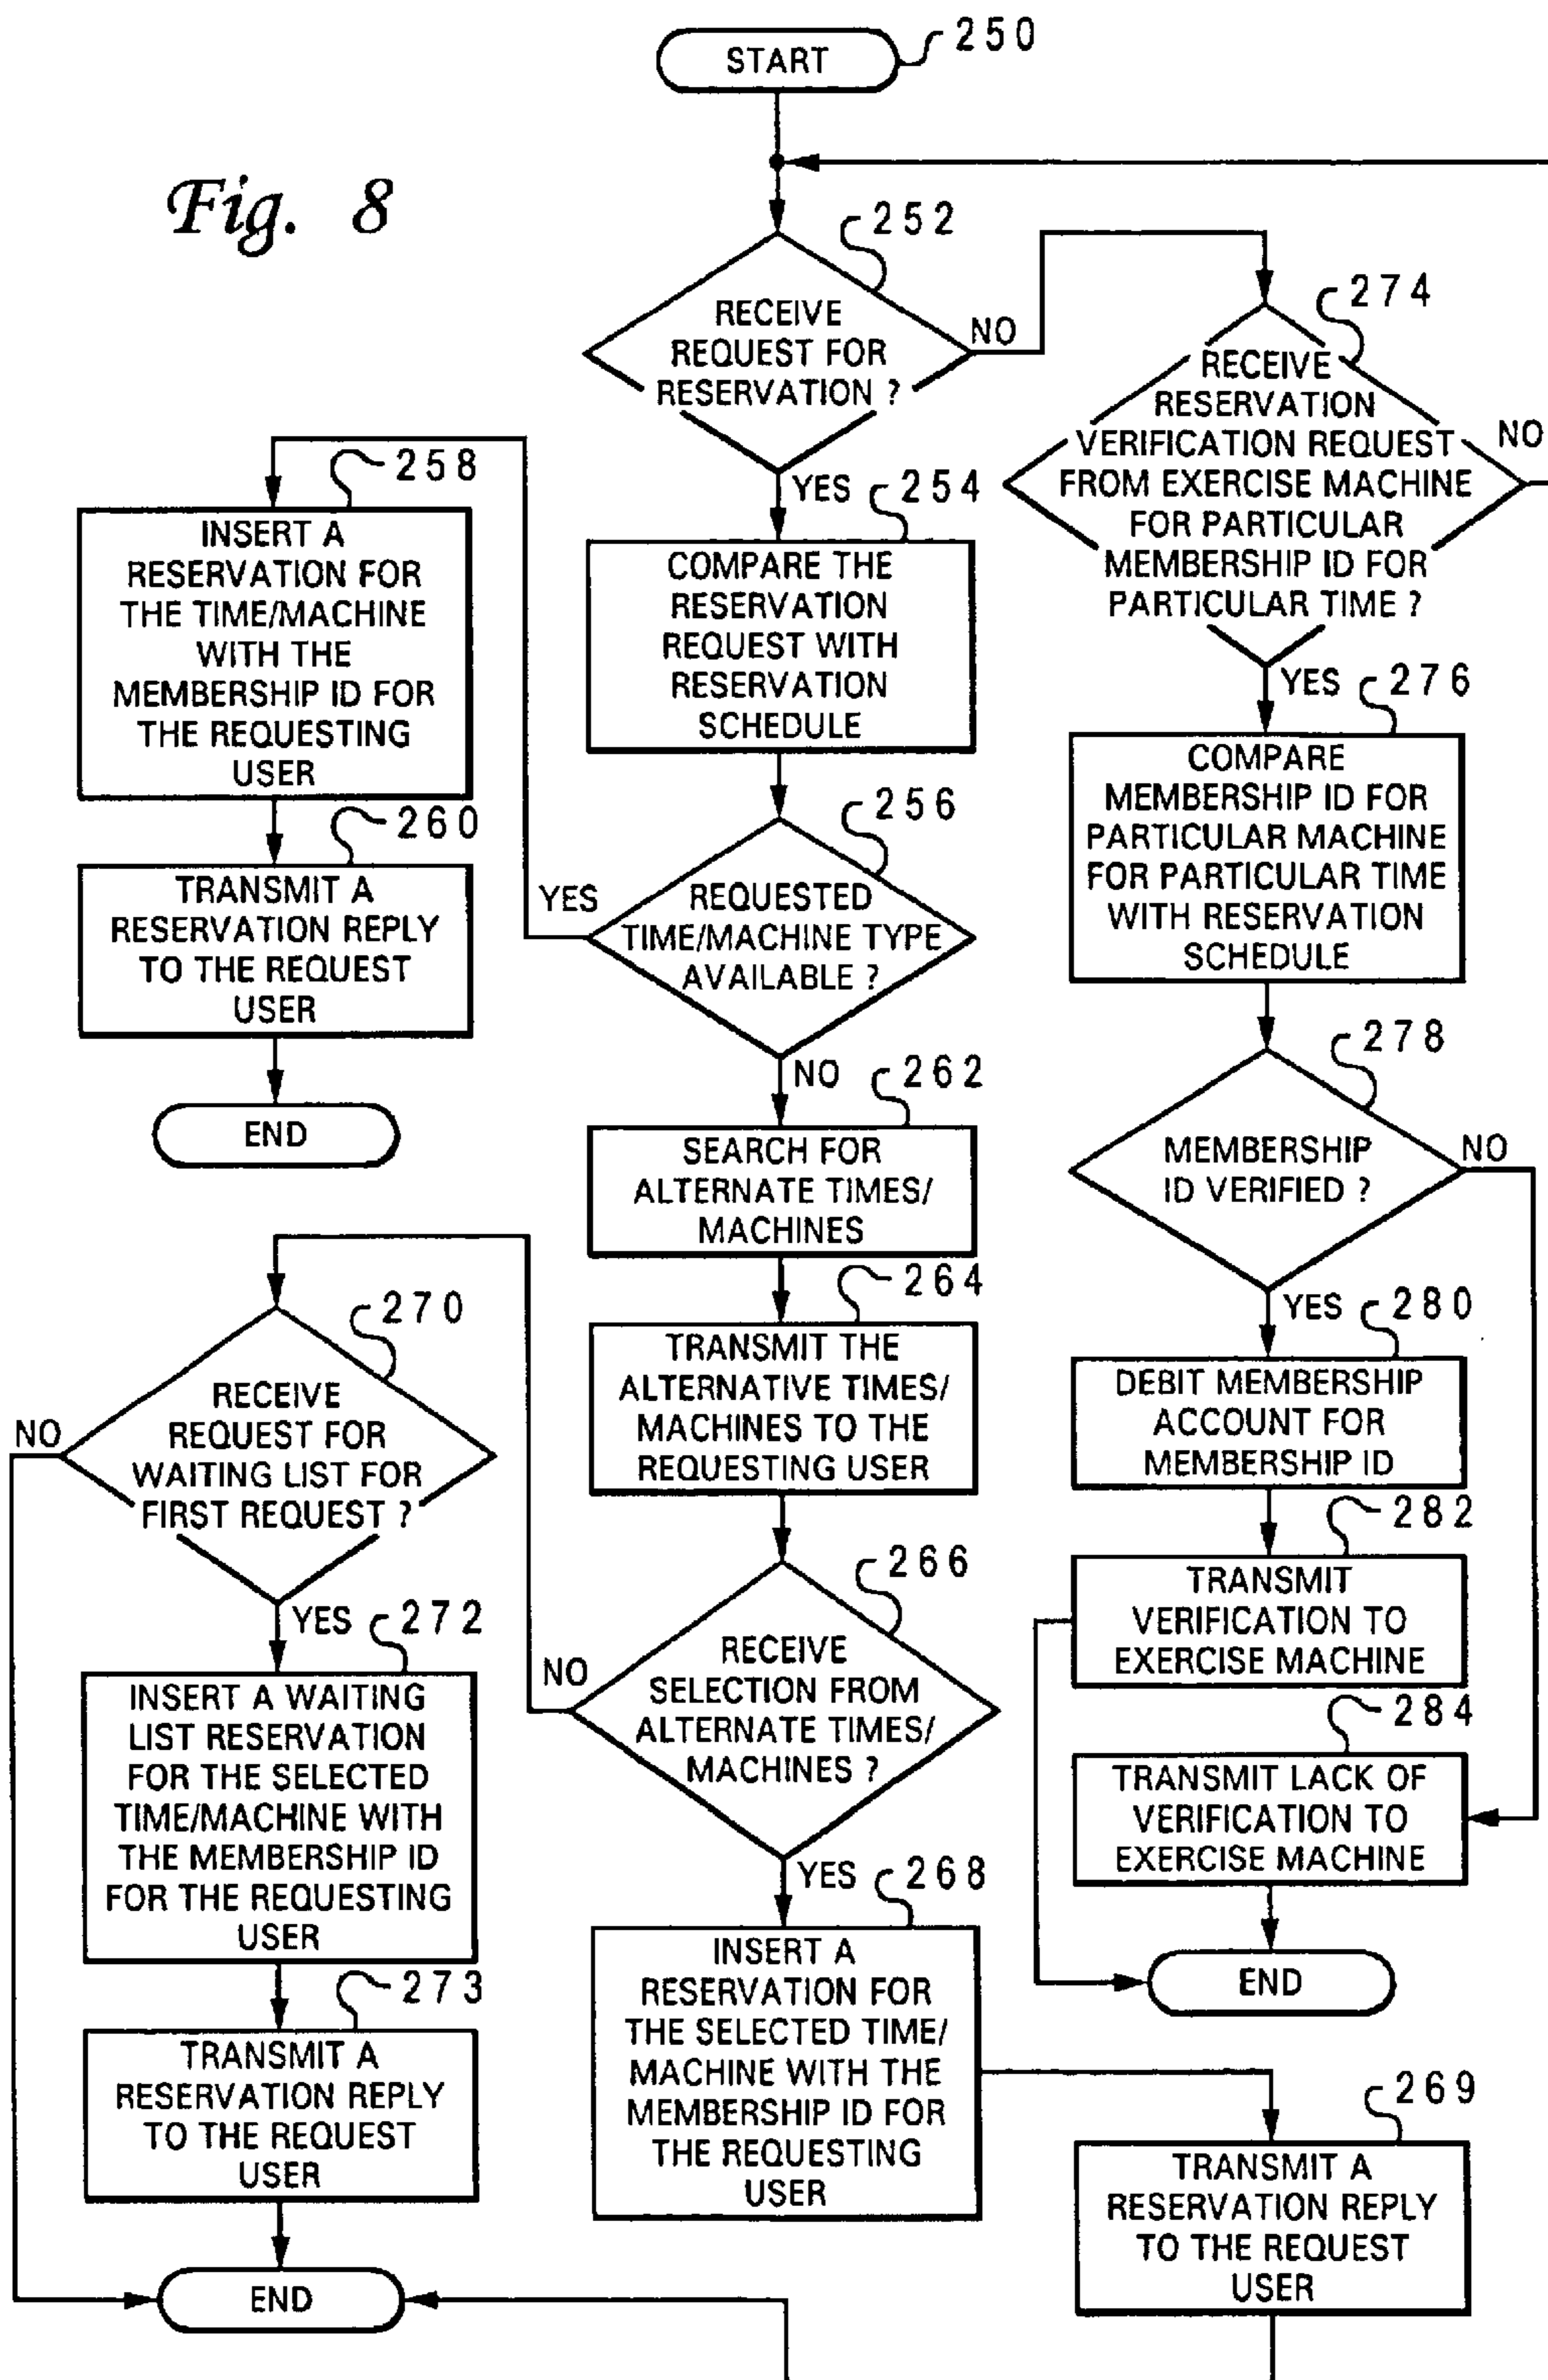 START
250
Fig. 8
252
RECEIVE
REQUEST FOR
RESERVATION ?
NO
YES
274
RECEIVE
RESERVATION
VERIFICATION REQUEST
FROM EXERCISE MACHINE
FOR PARTICULAR
MEMBERSHIP ID FOR
PARTICULAR TIME ?
NO
YES
258
INSERT A
RESERVATION FOR
THE TIME/MACHINE
WITH THE
MEMBERSHIP ID FOR
THE REQUESTING
USER
254
COMPARE THE
RESERVATION
REQUEST WITH
RESERVATION
SCHEDULE
276
COMPARE
MEMBERSHIP ID FOR
PARTICULAR MACHINE
FOR PARTICULAR TIME
WITH RESERVATION
SCHEDULE
260
TRANSMIT A
RESERVATION REPLY
TO THE REQUEST
USER
END
256
YES
REQUESTED
TIME/MACHINE TYPE
AVAILABLE ?
NO
278
MEMBERSHIP
ID VERIFIED ?
NO
YES
262
SEARCH FOR
ALTERNATE TIMES/
MACHINES
264
TRANSMIT THE
ALTERNATIVE TIMES/
MACHINES TO THE
REQUESTING USER
280
DEBIT MEMBERSHIP
ACCOUNT FOR
MEMBERSHIP ID
270
NO
RECEIVE
REQUEST FOR
WAITING LIST FOR
FIRST REQUEST ?
YES
266
NO
RECEIVE
SELECTION FROM
ALTERNATE TIMES/
MACHINES ?
YES
282
TRANSMIT
VERIFICATION TO
EXERCISE MACHINE
284
TRANSMIT LACK OF
VERIFICATION TO
EXERCISE MACHINE
END
272
INSERT A WAITING
LIST RESERVATION
FOR THE SELECTED
TIME/MACHINE WITH
THE MEMBERSHIP ID
FOR THE REQUESTING
USER
268
INSERT A
RESERVATION FOR
THE SELECTED TIME/
MACHINE WITH THE
MEMBERSHIP ID FOR
THE REQUESTING
USER
273
TRANSMIT A
RESERVATION REPLY
TO THE REQUEST
USER
269
TRANSMIT A
RESERVATION REPLY
TO THE REQUEST
USER
END